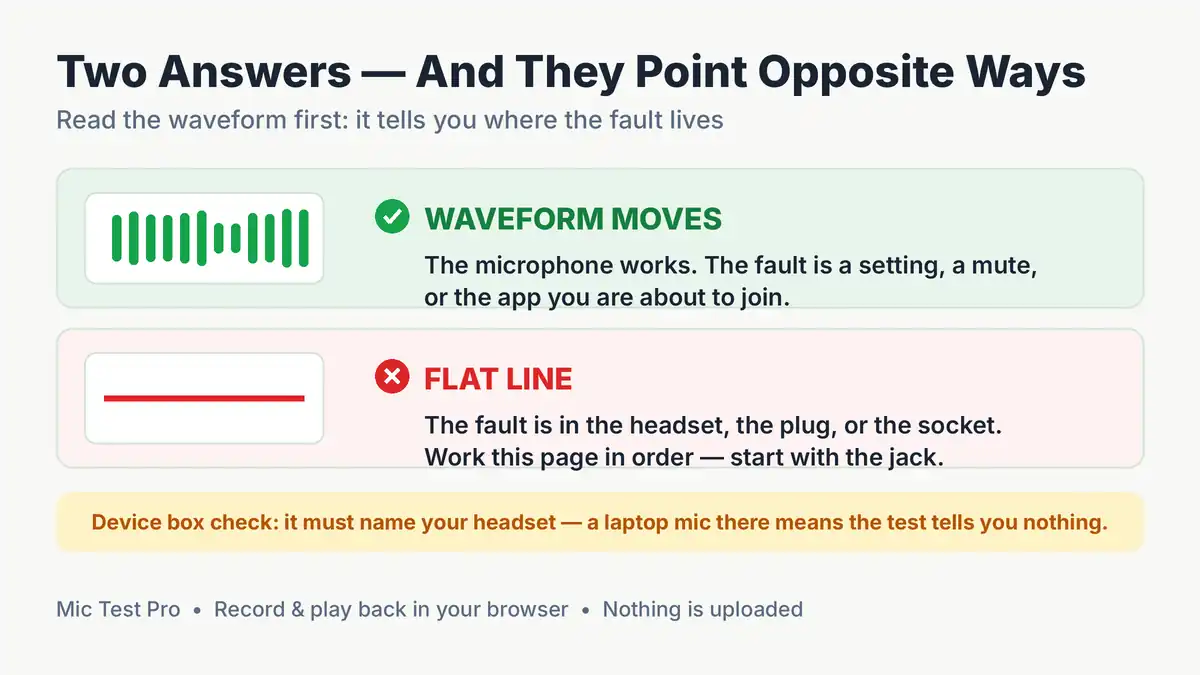 Two Answers — And They Point Opposite Ways
Read the waveform first: it tells you where the fault lives
WAVEFORM MOVES
The microphone works. The fault is a setting, a mute,
or the app you are about to join.
FLAT LINE
The fault is in the headset, the plug, or the socket.
Work this page in order — start with the jack.
Device box check: it must name your headset — a laptop mic there means the test tells you nothing.
Mic Test Pro • Record & play back in your browser • Nothing is uploaded